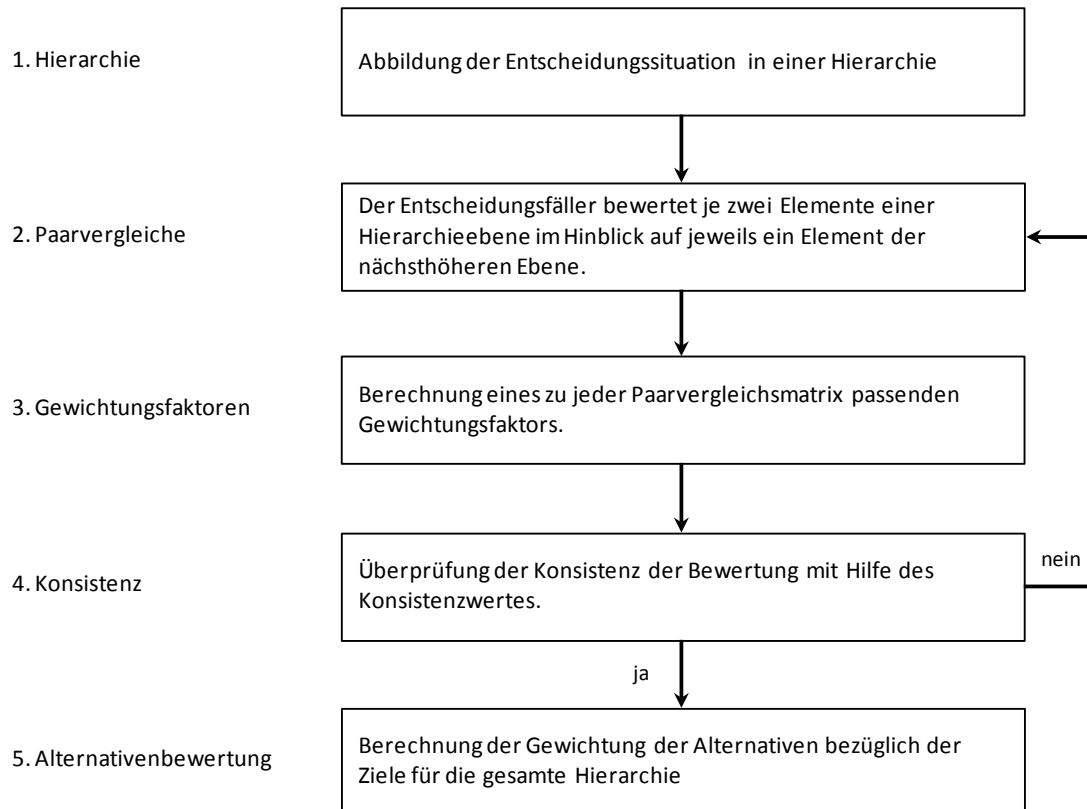 1. Hierarchie
Abbildung der Entscheidungssituation in einer Hierarchie
2. Paarvergleiche
Der Entscheidungsfäller bewertet je zwei Elemente einer
Hierarchieebene im Hinblick auf jeweils ein Element der
nächsthöheren Ebene.
3. Gewichtungsfaktoren
Berechnung eines zu jeder Paarvergleichsmatrix passenden
Gewichtungsfaktors.
4. Konsistenz
Überprüfung der Konsistenz der Bewertung mit Hilfe des
Konsistenzwertes.
nein
ja
5. Alternativenbewertung
Berechnung der Gewichtung der Alternativen bezüglich der
Ziele für die gesamte Hierarchie